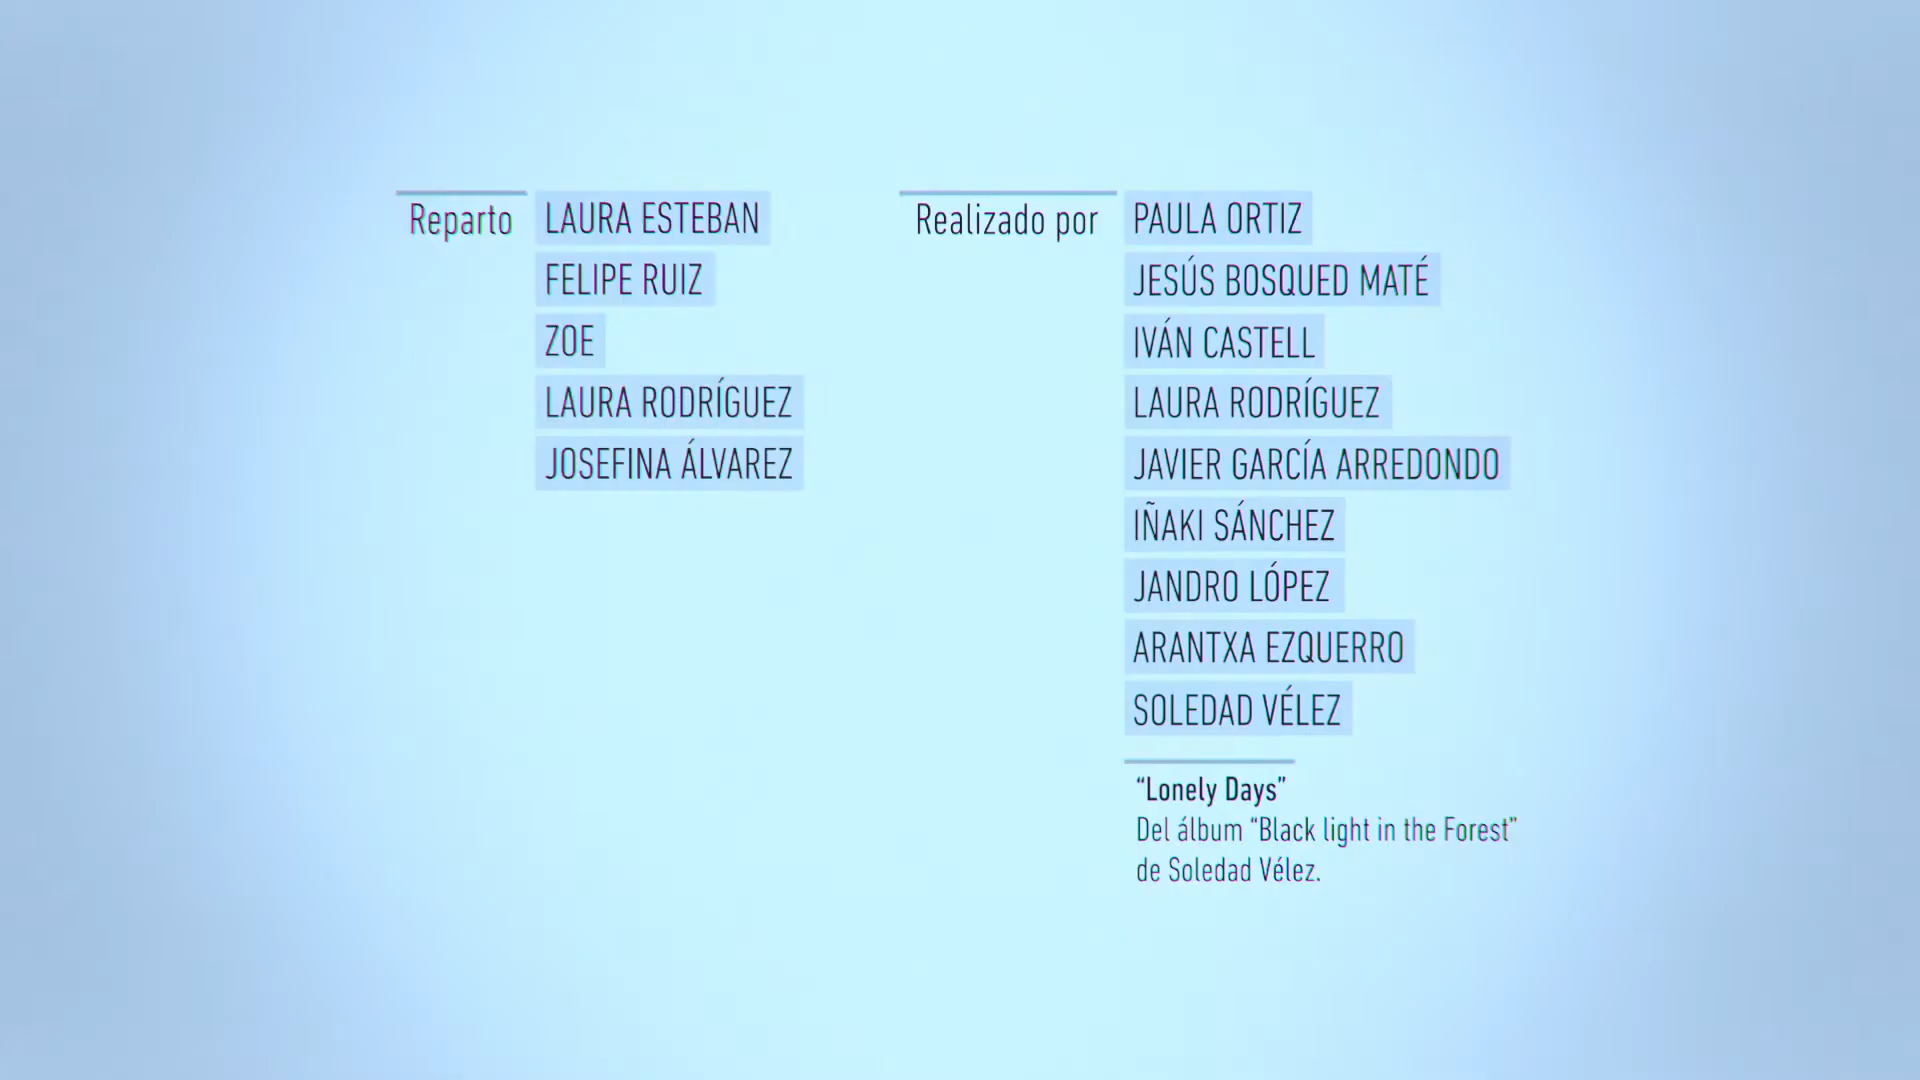 Reparto
LAURA ESTEBAN
FELIPE RUIZ
ZOE
LAURA RODRÍGUEZ
JOSEFINA ÁLVAREZ
Realizado por
PAULA ORTIZ
JESÚS BOSQUED MATÉ
IVÁN CASTELL
LAURA RODRÍGUEZ
JAVIER GARCÍA ARREDONDO
IÑAKI SÁNCHEZ
JANDRO LÓPEZ
ARANTXA EZQUERRO
SOLEDAD VÉLEZ
“Lonely Days”
Del álbum “Black light in the Forest”
de Soledad Vélez.